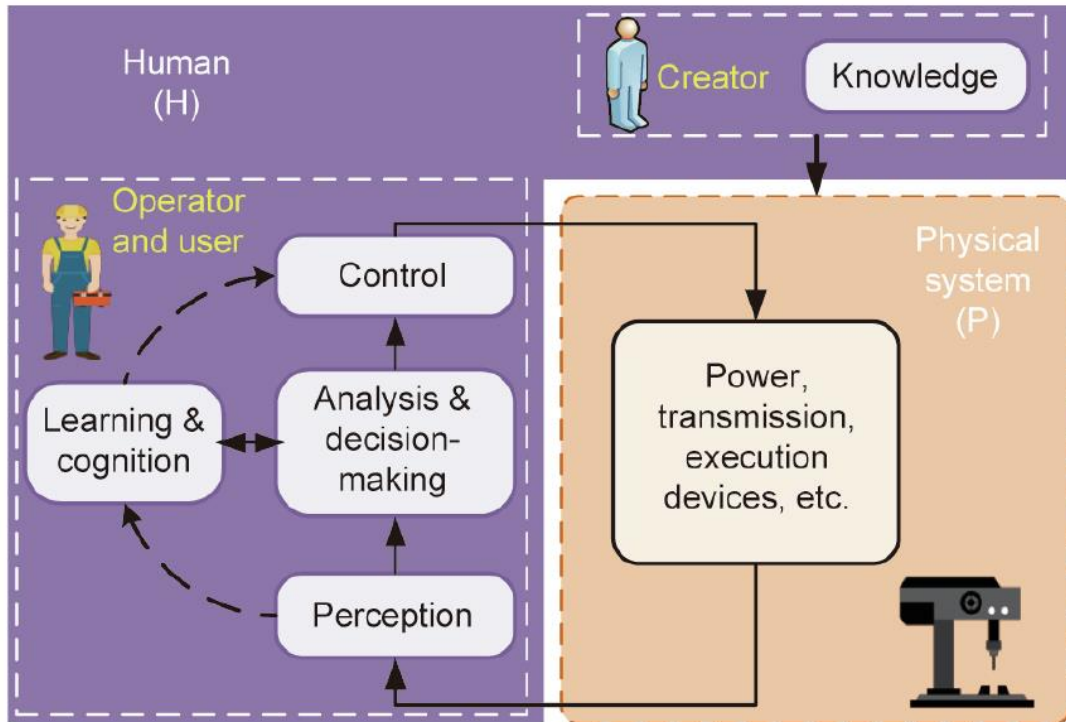 Human
(H)
Creator
Knowledge
Operator
and user
Control
Learning &
cognition
Analysis &
decision-
making
Perception
Physical
system
(P)
Power,
transmission,
execution
devices, etc.